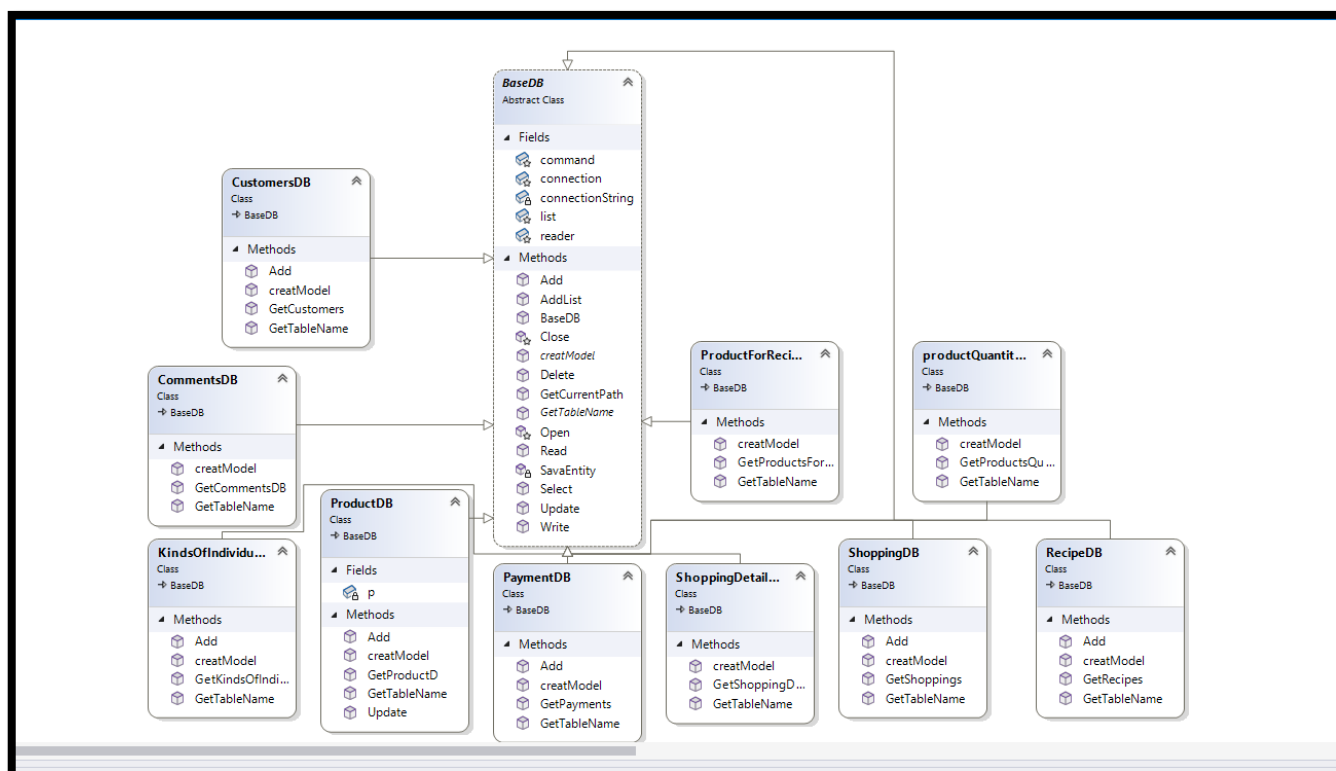 BaseDB
Abstract Class
Fields
command
connection
connectionString
list
reader
Methods
Add
AddList
BaseDB
Close
creatModel
Delete
GetCurrentPath
GetTableName
Open
Read
SavaEntity
Select
Update
Write
CustomersDB
Class
BaseDB
Methods
Add
creatModel
GetCustomers
GetTableName
CommentsDB
Class
BaseDB
Methods
creatModel
GetCommentsDB
GetTableName
ProductForReci...
Class
BaseDB
Methods
creatModel
GetProductsFor...
GetTableName
productQuantit...
Class
BaseDB
Methods
creatModel
GetProductsQu...
GetTableName
KindsOfIndividu...
Class
BaseDB
Methods
Add
creatModel
GetKindsOfIndi...
GetTableName
ProductDB
Class
BaseDB
Fields
p
Methods
Add
creatModel
GetProductD
GetTableName
Update
PaymentDB
Class
BaseDB
Methods
Add
creatModel
GetPayments
GetTableName
ShoppingDetail...
Class
BaseDB
Methods
creatModel
GetShoppingD...
GetTableName
ShoppingDB
Class
BaseDB
Methods
Add
creatModel
GetShoppings
GetTableName
RecipeDB
Class
BaseDB
Methods
Add
creatModel
GetRecipes
GetTableName